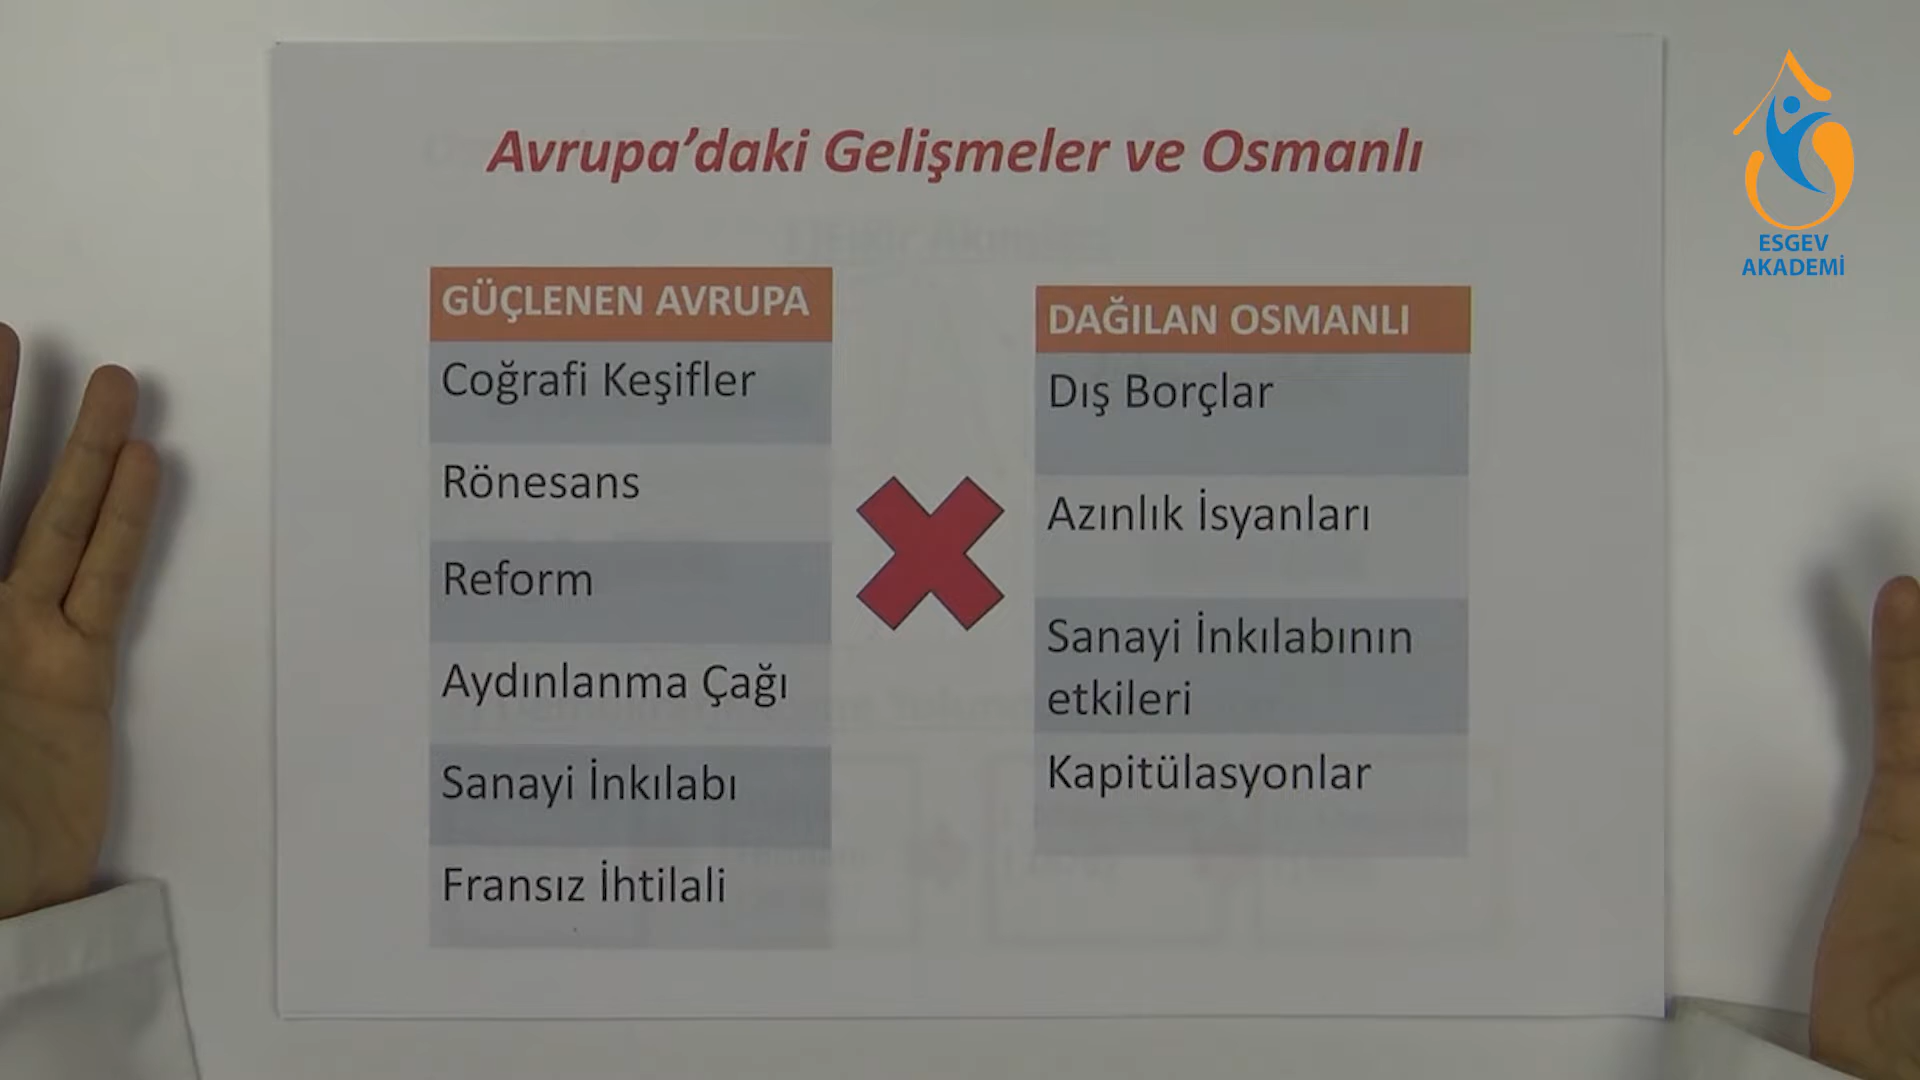 Avrupa’daki Gelişmeler ve Osmanlı
GÜÇLENEN AVRUPA
Coğrafi Keşifler
Rönesans
Reform
Aydınlanma Çağı
Sanayi İnkılabı
Fransız İhtilali
DAĞILAN OSMANLI
Dış Borçlar
Azınlık İsyanları
Sanayi İnkılabının
etkileri
Kapitülasyonlar
ESGEV
AKADEMİ